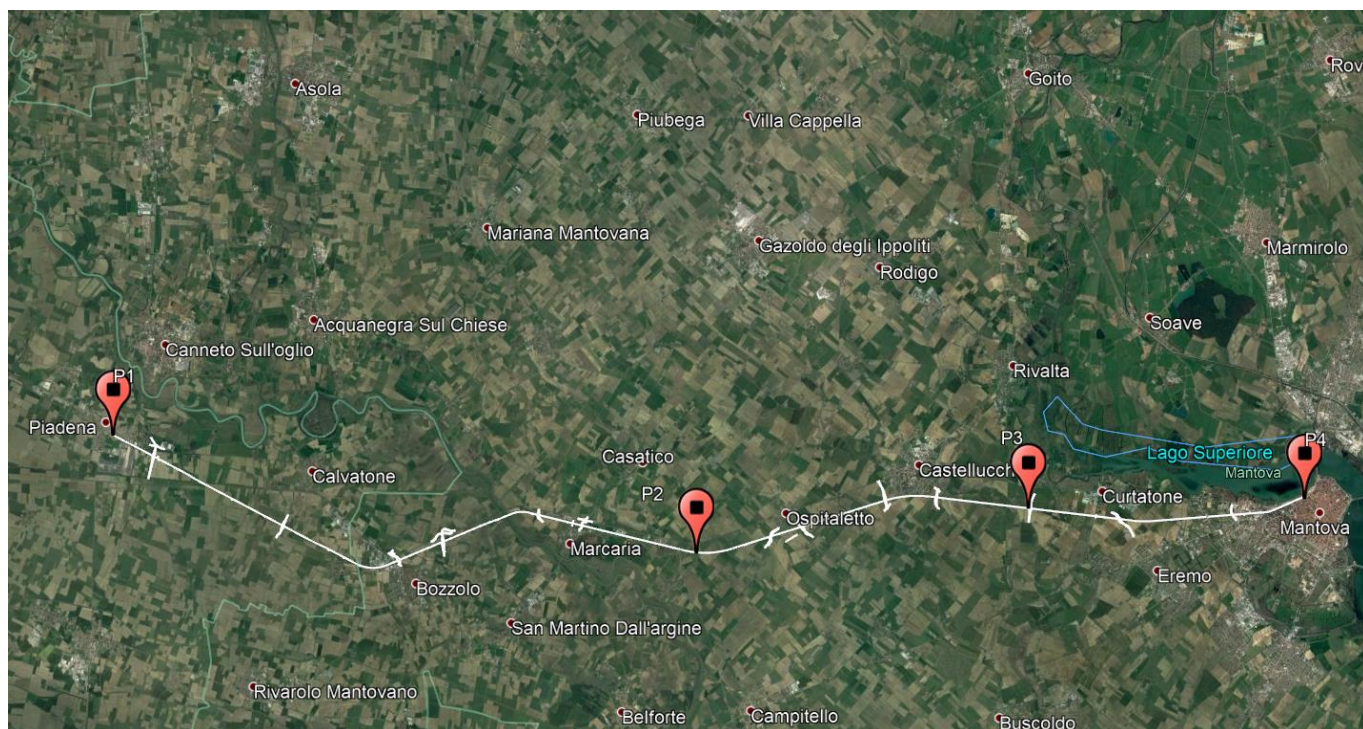 Rov
Goito
Asola
Piubega
Villa Cappella
Mariana Mantovana
Gazoldo degli Ippoliti
Marmirolo
Rodigo
Soave
Acquanegra Sul Chiese
Canneto Sull'oglio
Rivalta
P1
Piadena
P3
P4
Lago Superiore
Casatico
Castellucch
Mantova
Calvatone
P2
Curtatone
Ospitaletto
Mantova
Marcaria
Eremo
Bozzolo
San Martino Dall'argine
Rivarolo Mantovano
Belforte
Campitello
Buscoldo